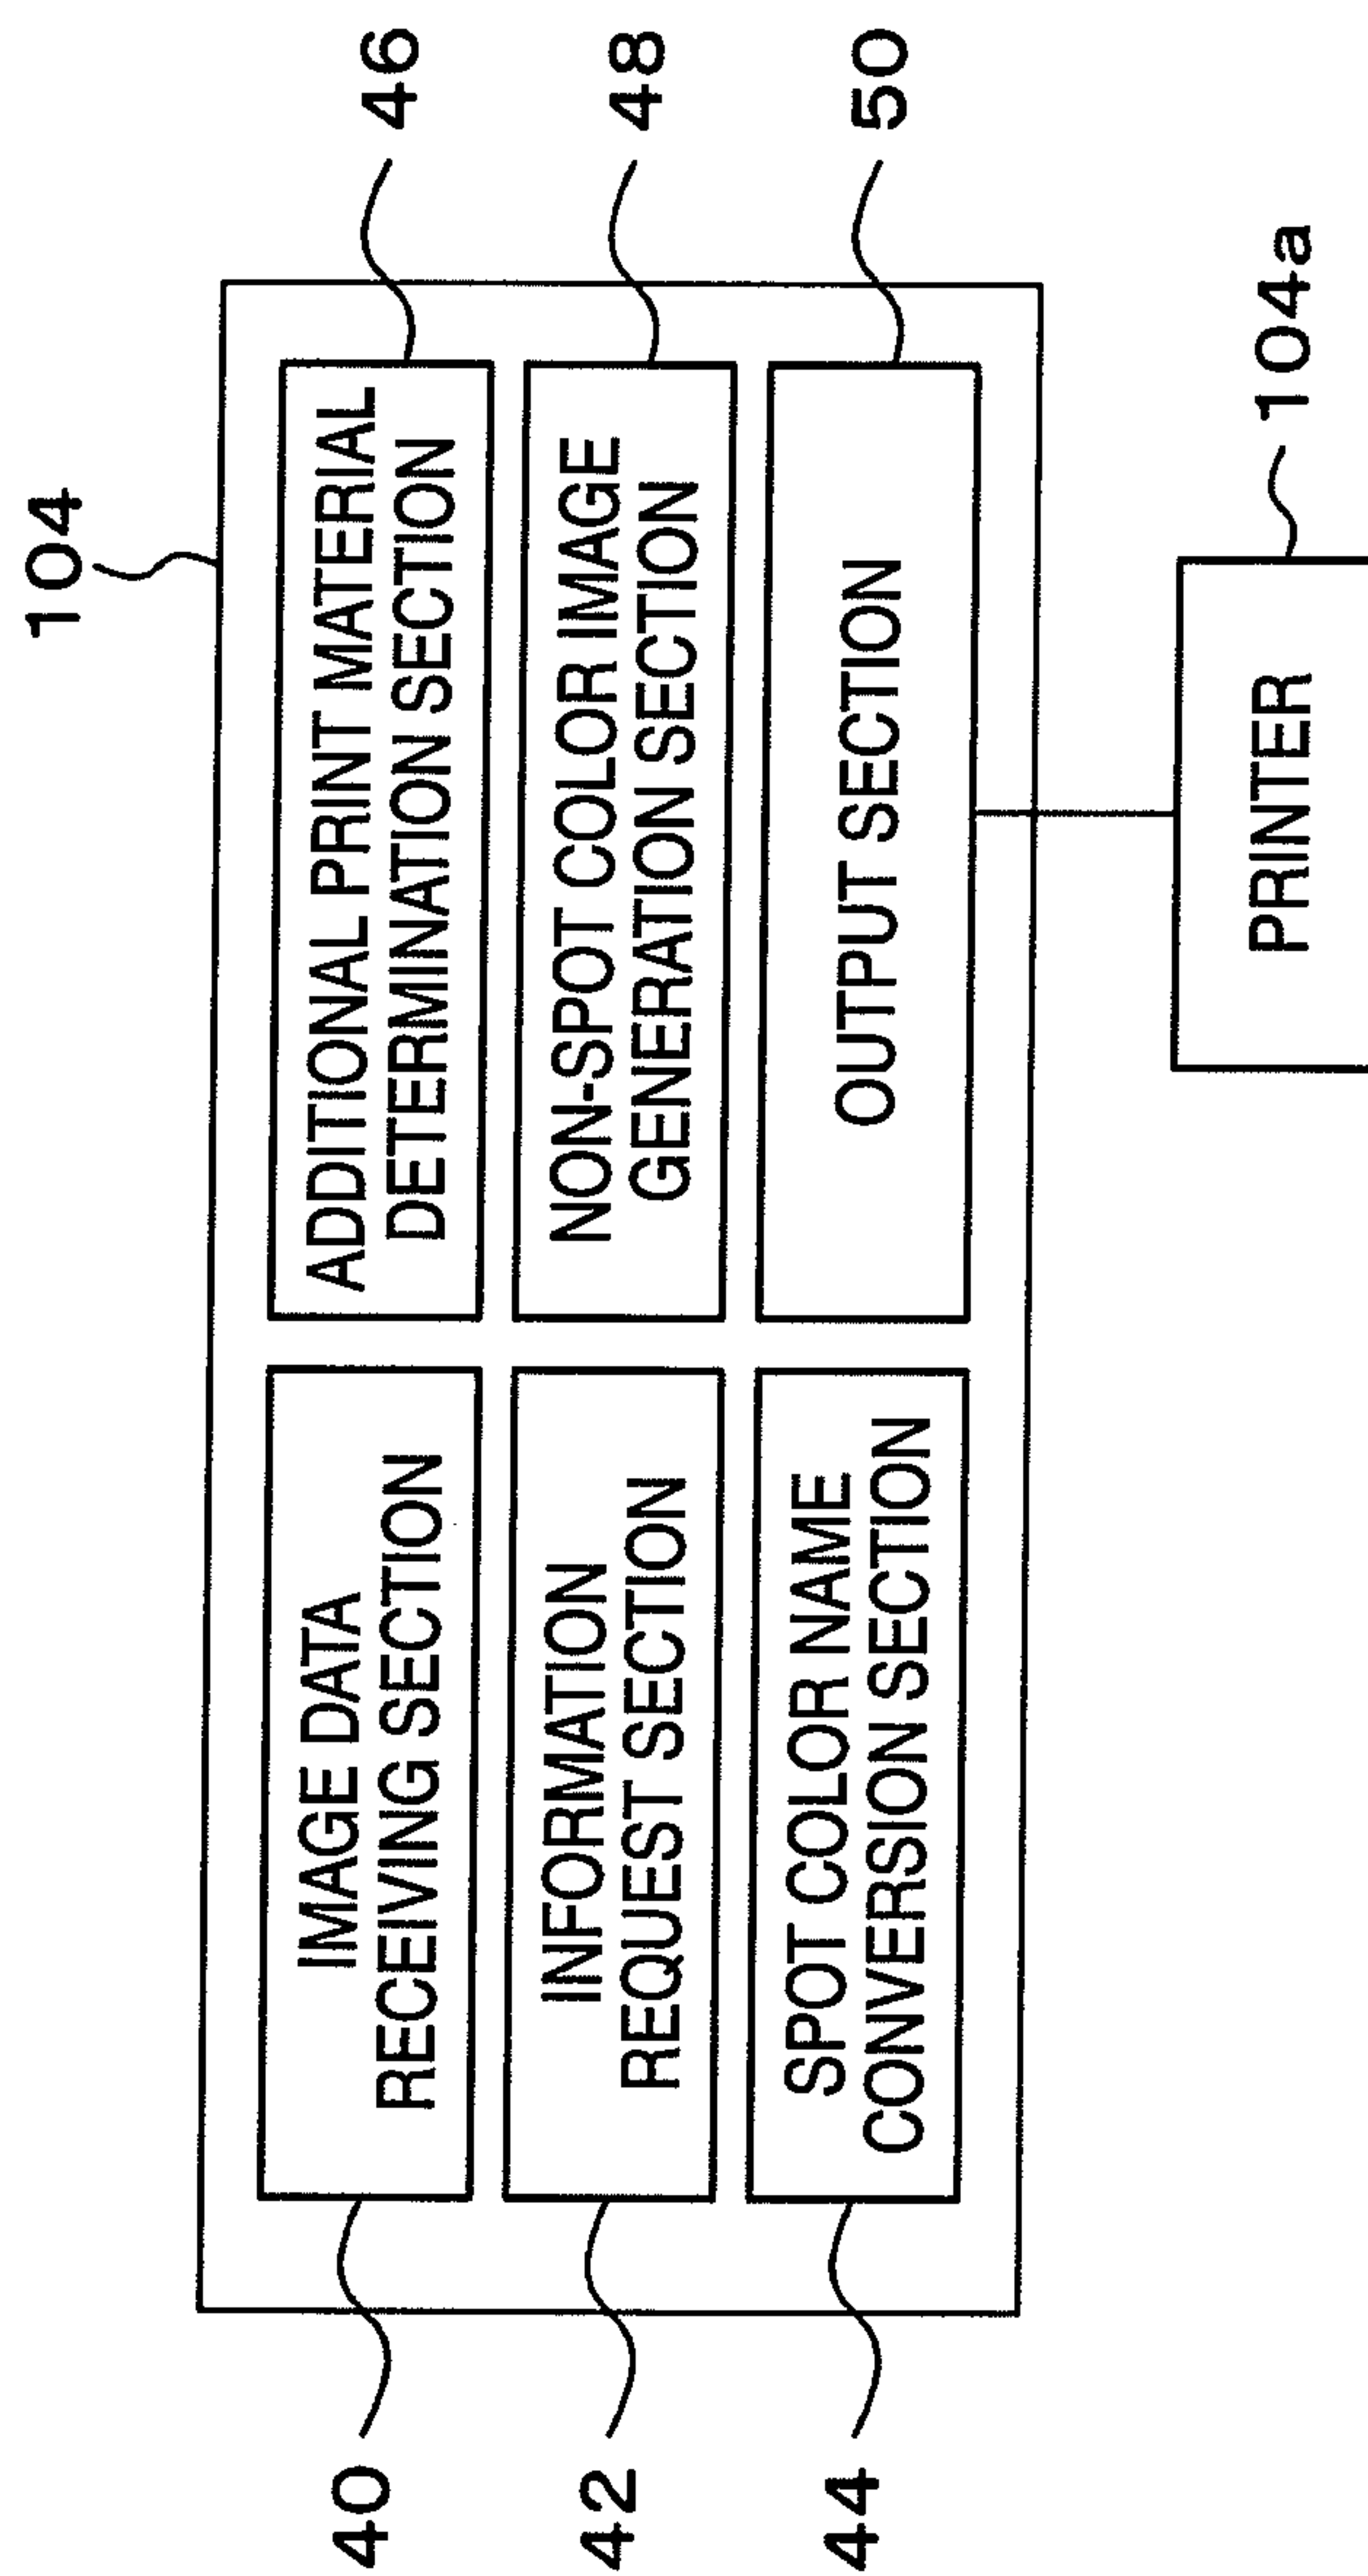 104
40
IMAGE DATA
RECEIVING SECTION
ADDITIONAL PRINT MATERIAL
DETERMINATION SECTION
46
42
INFORMATION
REQUEST SECTION
NON-SPOT COLOR IMAGE
GENERATION SECTION
48
44
SPOT COLOR NAME
CONVERSION SECTION
OUTPUT SECTION
50
PRINTER
104a